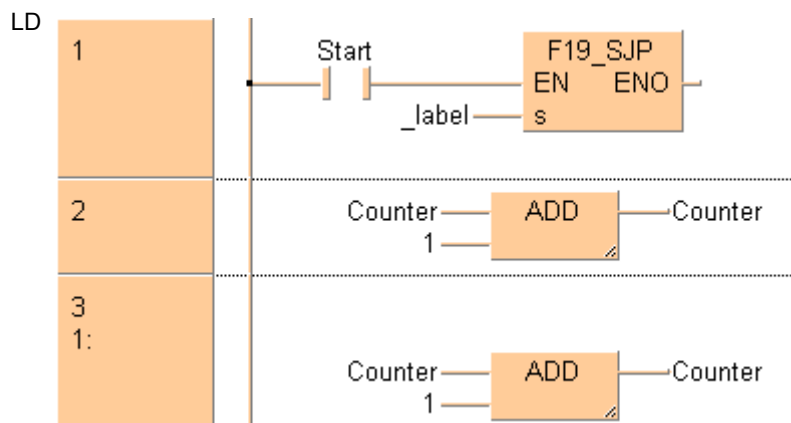 LD
1
Start
F19_SJP
EN ENO
_label s
2
Counter ADD Counter
1
3
1:
Counter ADD Counter
1